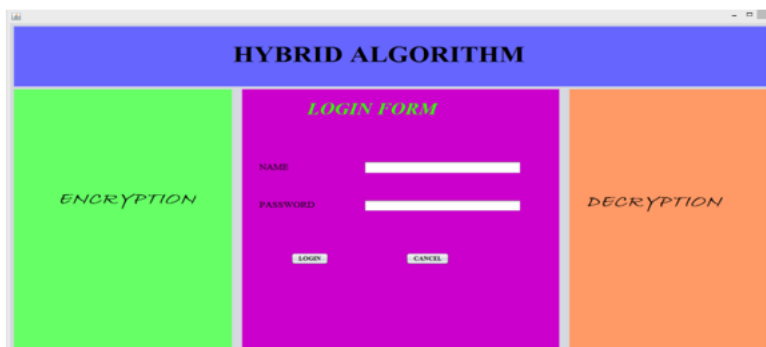 HYBRID ALGORITHM
LOGIN FORM
NAME
ENCRYPTION
DECRYPTION
PASSWORD
LOGIN CANCEL